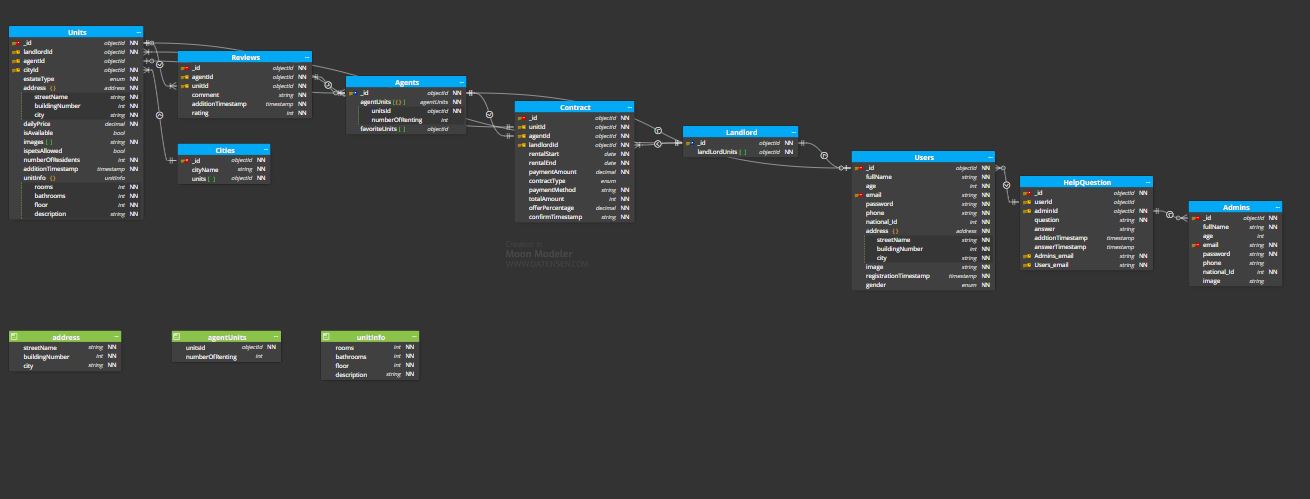 Units
_id objectId NN
landlordId objectId NN
agentId objectId NN
cityId objectId NN
estateType enum NN
address { } address NN
streetName string NN
buildingNumber int NN
city string NN
dailyPrice decimal NN
isAvailable bool
images [ ] string NN
ispetsAllowed bool
numberOfResidents int NN
additionTimestamp timestamp NN
unitInfo { } unitInfo
rooms int NN
bathrooms int NN
floor int NN
description string NN
Reviews
_id objectId NN
agentId objectId NN
unitId objectId NN
comment string NN
additionTimestamp timestamp NN
rating int NN
Cities
_id objectId NN
cityName string NN
units [ ] objectId NN
Agents
_id objectId NN
agentUnits [{ }] agentUnits NN
unitsId objectId NN
numberOfRenting int NN
favoriteUnits [ ] objectId
Contract
_id objectId NN
unitId objectId NN
agentId objectId NN
landlordId objectId NN
rentalStart date NN
rentalEnd date NN
paymentAmount decimal NN
contractType enum
paymentMethod string NN
totalAmount int NN
offerPercentage decimal NN
confirmTimestamp string NN
Landlord
_id objectId NN
landLordUnits [ ] objectId NN
Users
_id objectId NN
fullName string NN
age int NN
email string NN
password string NN
phone string NN
national_Id int NN
address { } address NN
streetName string NN
buildingNumber int NN
city string NN
image string NN
registrationTimestamp timestamp NN
gender enum NN
HelpQuestion
_id objectId NN
userId objectId
adminId objectId NN
question string NN
answer string
addtionTimestamp timestamp NN
answerTimestamp timestamp
Admins_email string NN
Users_email string NN
Admins
_id objectId NN
fullName string NN
age int
email string NN
password string NN
phone string
national_Id int NN
image string
Created in
Moon Modeler
WWW.DATENSEN.COM
address
streetName string NN
buildingNumber int NN
city string NN
agentUnits
unitsId objectId NN
numberOfRenting int
unitInfo
rooms int NN
bathrooms int NN
floor int NN
description string NN